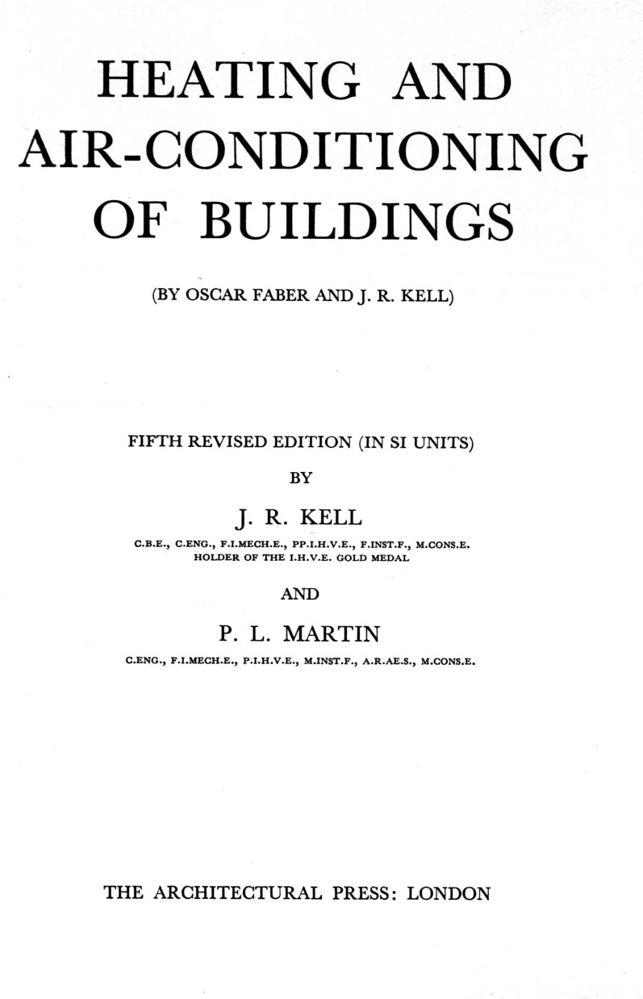 HEATING AND
AIR-CONDITIONING
OF BUILDINGS
(BY OSCAR FABER AND J. R. KELL)
FIFTH REVISED EDITION (IN SI UNITS)
BY
J. R. KELL
C.B.E., C.ENG., F.I.MECH.E., PP.I.H.V.E., F.INST.F., M.CONS.E.
HOLDER OF THE I.H.V.E. GOLD MEDAL
AND
P. L. MARTIN
C.ENG., F.I.MECH.E., P.I.H.V.E., M.INST.F., A.R.AE.S., M.CONS.E.
THE ARCHITECTURAL PRESS: LONDON